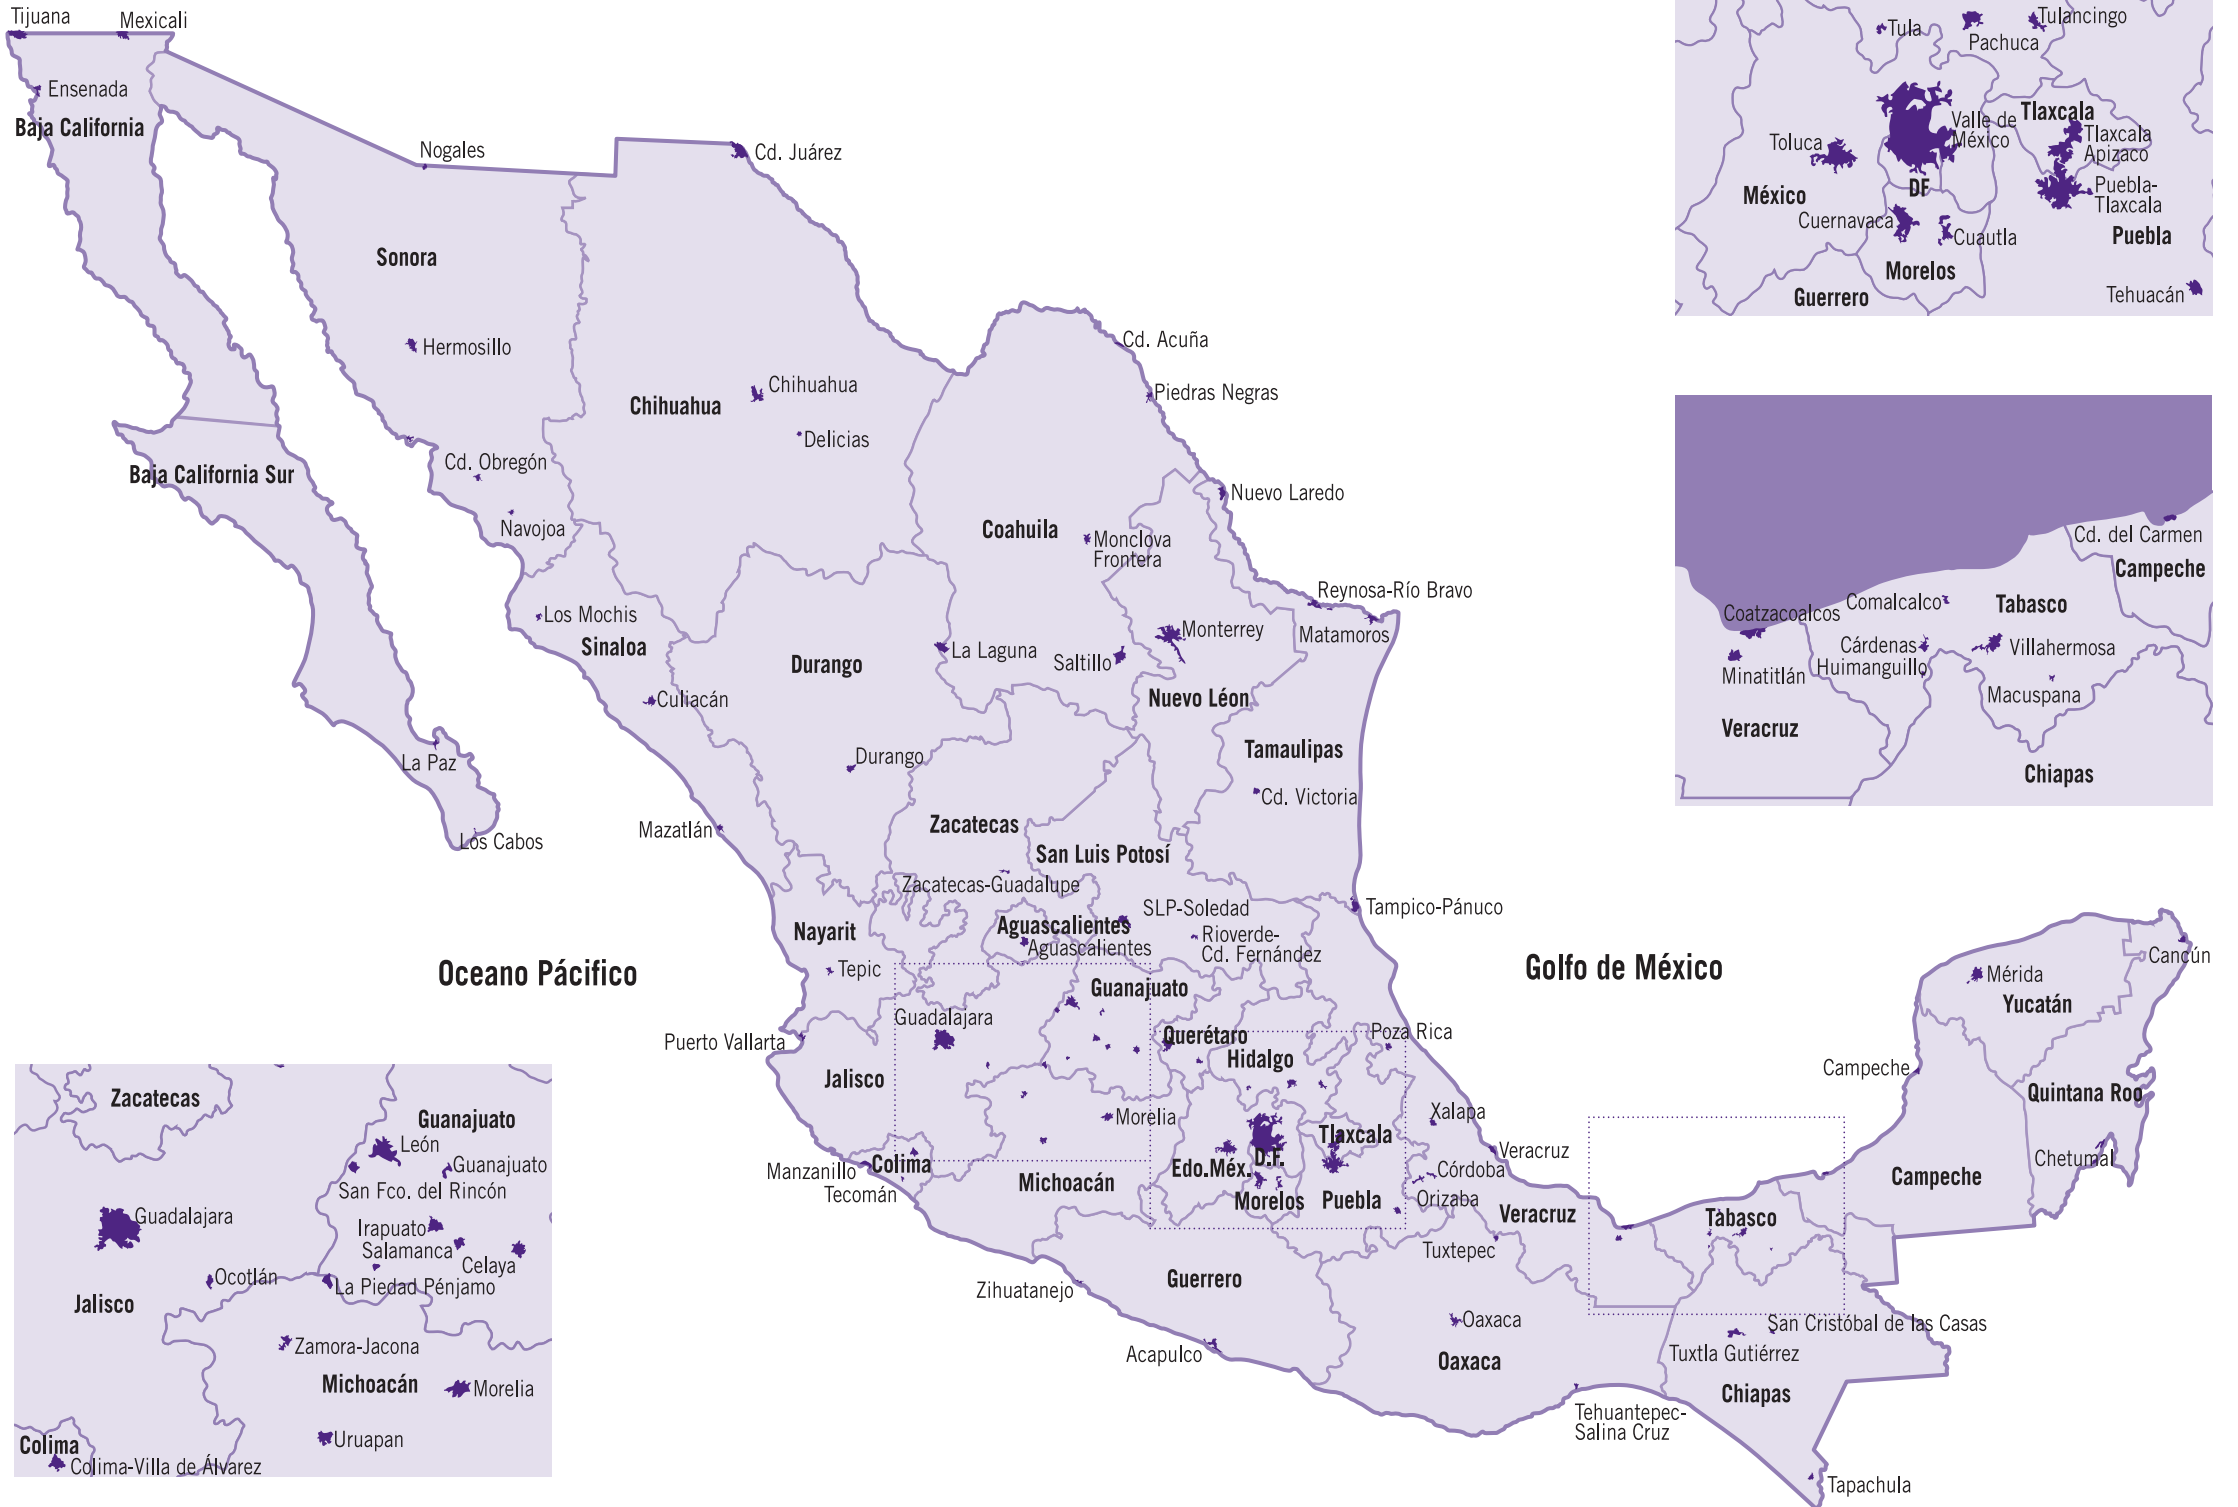 Tijuana
Mexicali
Ensenada
Baja California
Nogales
Cd. Juárez
Sonora
Hermosillo
Chihuahua
Chihuahua
Delicias
Cd. Acuña
Piedras Negras
Baja California Sur
Cd. Obregón
Navojoa
Nuevo Laredo
Coahuila
Monclova
Frontera
Los Mochis
Sinaloa
Reynosa-Río Bravo
Matamoros
Monterrey
La Laguna
Saltillo
Durango
Nuevo Léon
Culiacán
Tamaulipas
Durango
La Paz
Cd. Victoria
Los Cabos
Mazatlán
Zacatecas
San Luis Potosí
Zacatecas-Guadalupe
SLP-Soledad
Tampico-Pánuco
Nayarit
Aguascalientes
Aguascalientes
Rioverde-
Cd. Fernández
Tepic
Oceano Pácifico
Golfo de México
Guanajuato
Guadalajara
Puerto Vallarta
Querétaro
Poza Rica
Hidalgo
Jalisco
Morelia
Xalapa
Tlaxcala
Veracruz
Manzanillo
Colima
Tecomán
Michoacán
Edo.Méx.
D.F.
Morelos
Puebla
Córdoba
Orizaba
Veracruz
Tuxtepec
Guerrero
Zihuatanejo
Acapulco
Oaxaca
Oaxaca
Tehuantepec-
Salina Cruz
Tabasco
San Cristóbal de las Casas
Tuxtla Gutiérrez
Chiapas
Tapachula
Mérida
Cancún
Yucatán
Campeche
Quintana Roo
Chetumal
Campeche
Tula
Pachuca
Tulancingo
Tlaxcala
Valle de
México
Tlaxcala
Apizaco
Toluca
DF
México
Puebla-
Tlaxcala
Cuernavaca
Cuautla
Puebla
Morelos
Guerrero
Tehuacán
Cd. del Carmen
Campeche
Comalcalco
Tabasco
Coatzacoalcos
Cárdenas
Huimanguillo
Villahermosa
Minatitlán
Macuspana
Veracruz
Chiapas
Zacatecas
Guanajuato
León
Guanajuato
San Fco. del Rincón
Guadalajara
Irapuato
Salamanca
Celaya
Ocotlán
La Piedad Pénjamo
Jalisco
Zamora-Jacona
Michoacán
Morelia
Uruapan
Colima
Colima-Villa de Álvarez